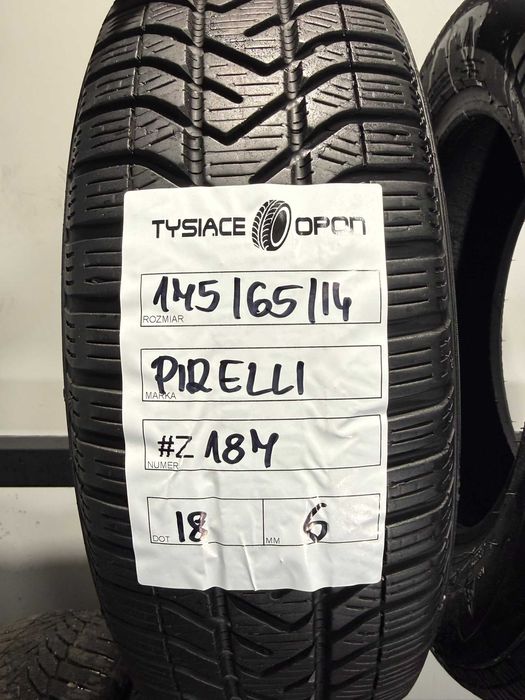 TYSIACE OPON
145/65/14
ROZMIAR
PIRELLI
MARKA
#Z 184
NUMER
DOT 18
MM 6